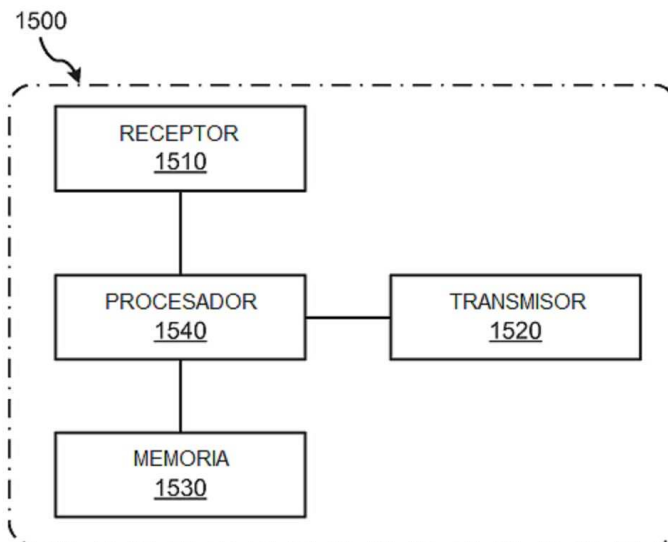 1500
RECEPTOR
1510
PROCESADOR
1540
TRANSMISOR
1520
MEMORIA
1530